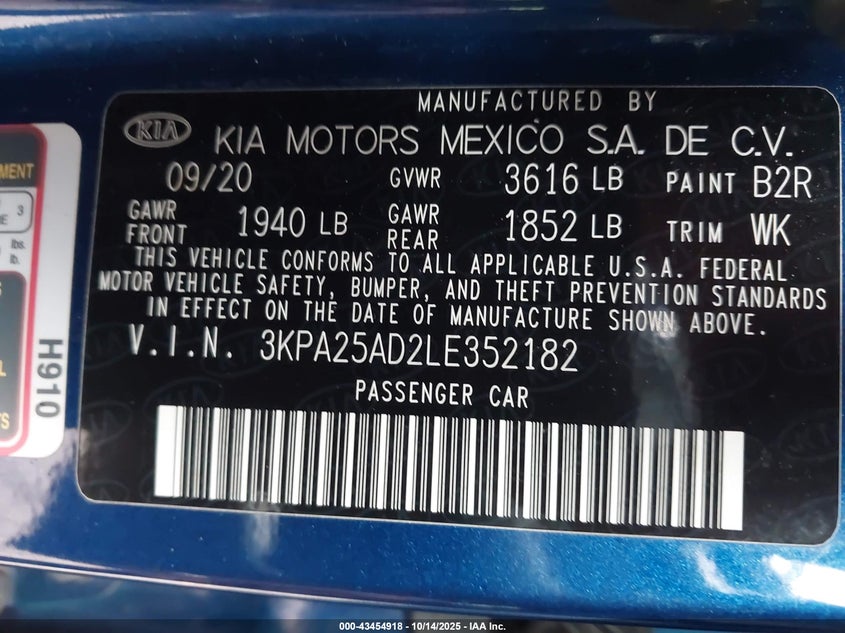 MANUFACTURED BY
KIA KIA MOTORS MEXICO S.A. DE C.V.
09/20 GVWR 3616 LB PAINT B2R
GAWR FRONT 1940 LB GAWR REAR 1852 LB TRIM WK
THIS VEHICLE CONFORMS TO ALL APPLICABLE U.S.A. FEDERAL
MOTOR VEHICLE SAFETY, BUMPER, AND THEFT PREVENTION STANDARDS
IN EFFECT ON THE DATE OF MANUFACTURE SHOWN ABOVE.
V.I.N. 3KPA25AD2LE352182
PASSENGER CAR
3
lbs.
lb.
H910
000-43454918 - 10/14/2025 - IAA Inc.